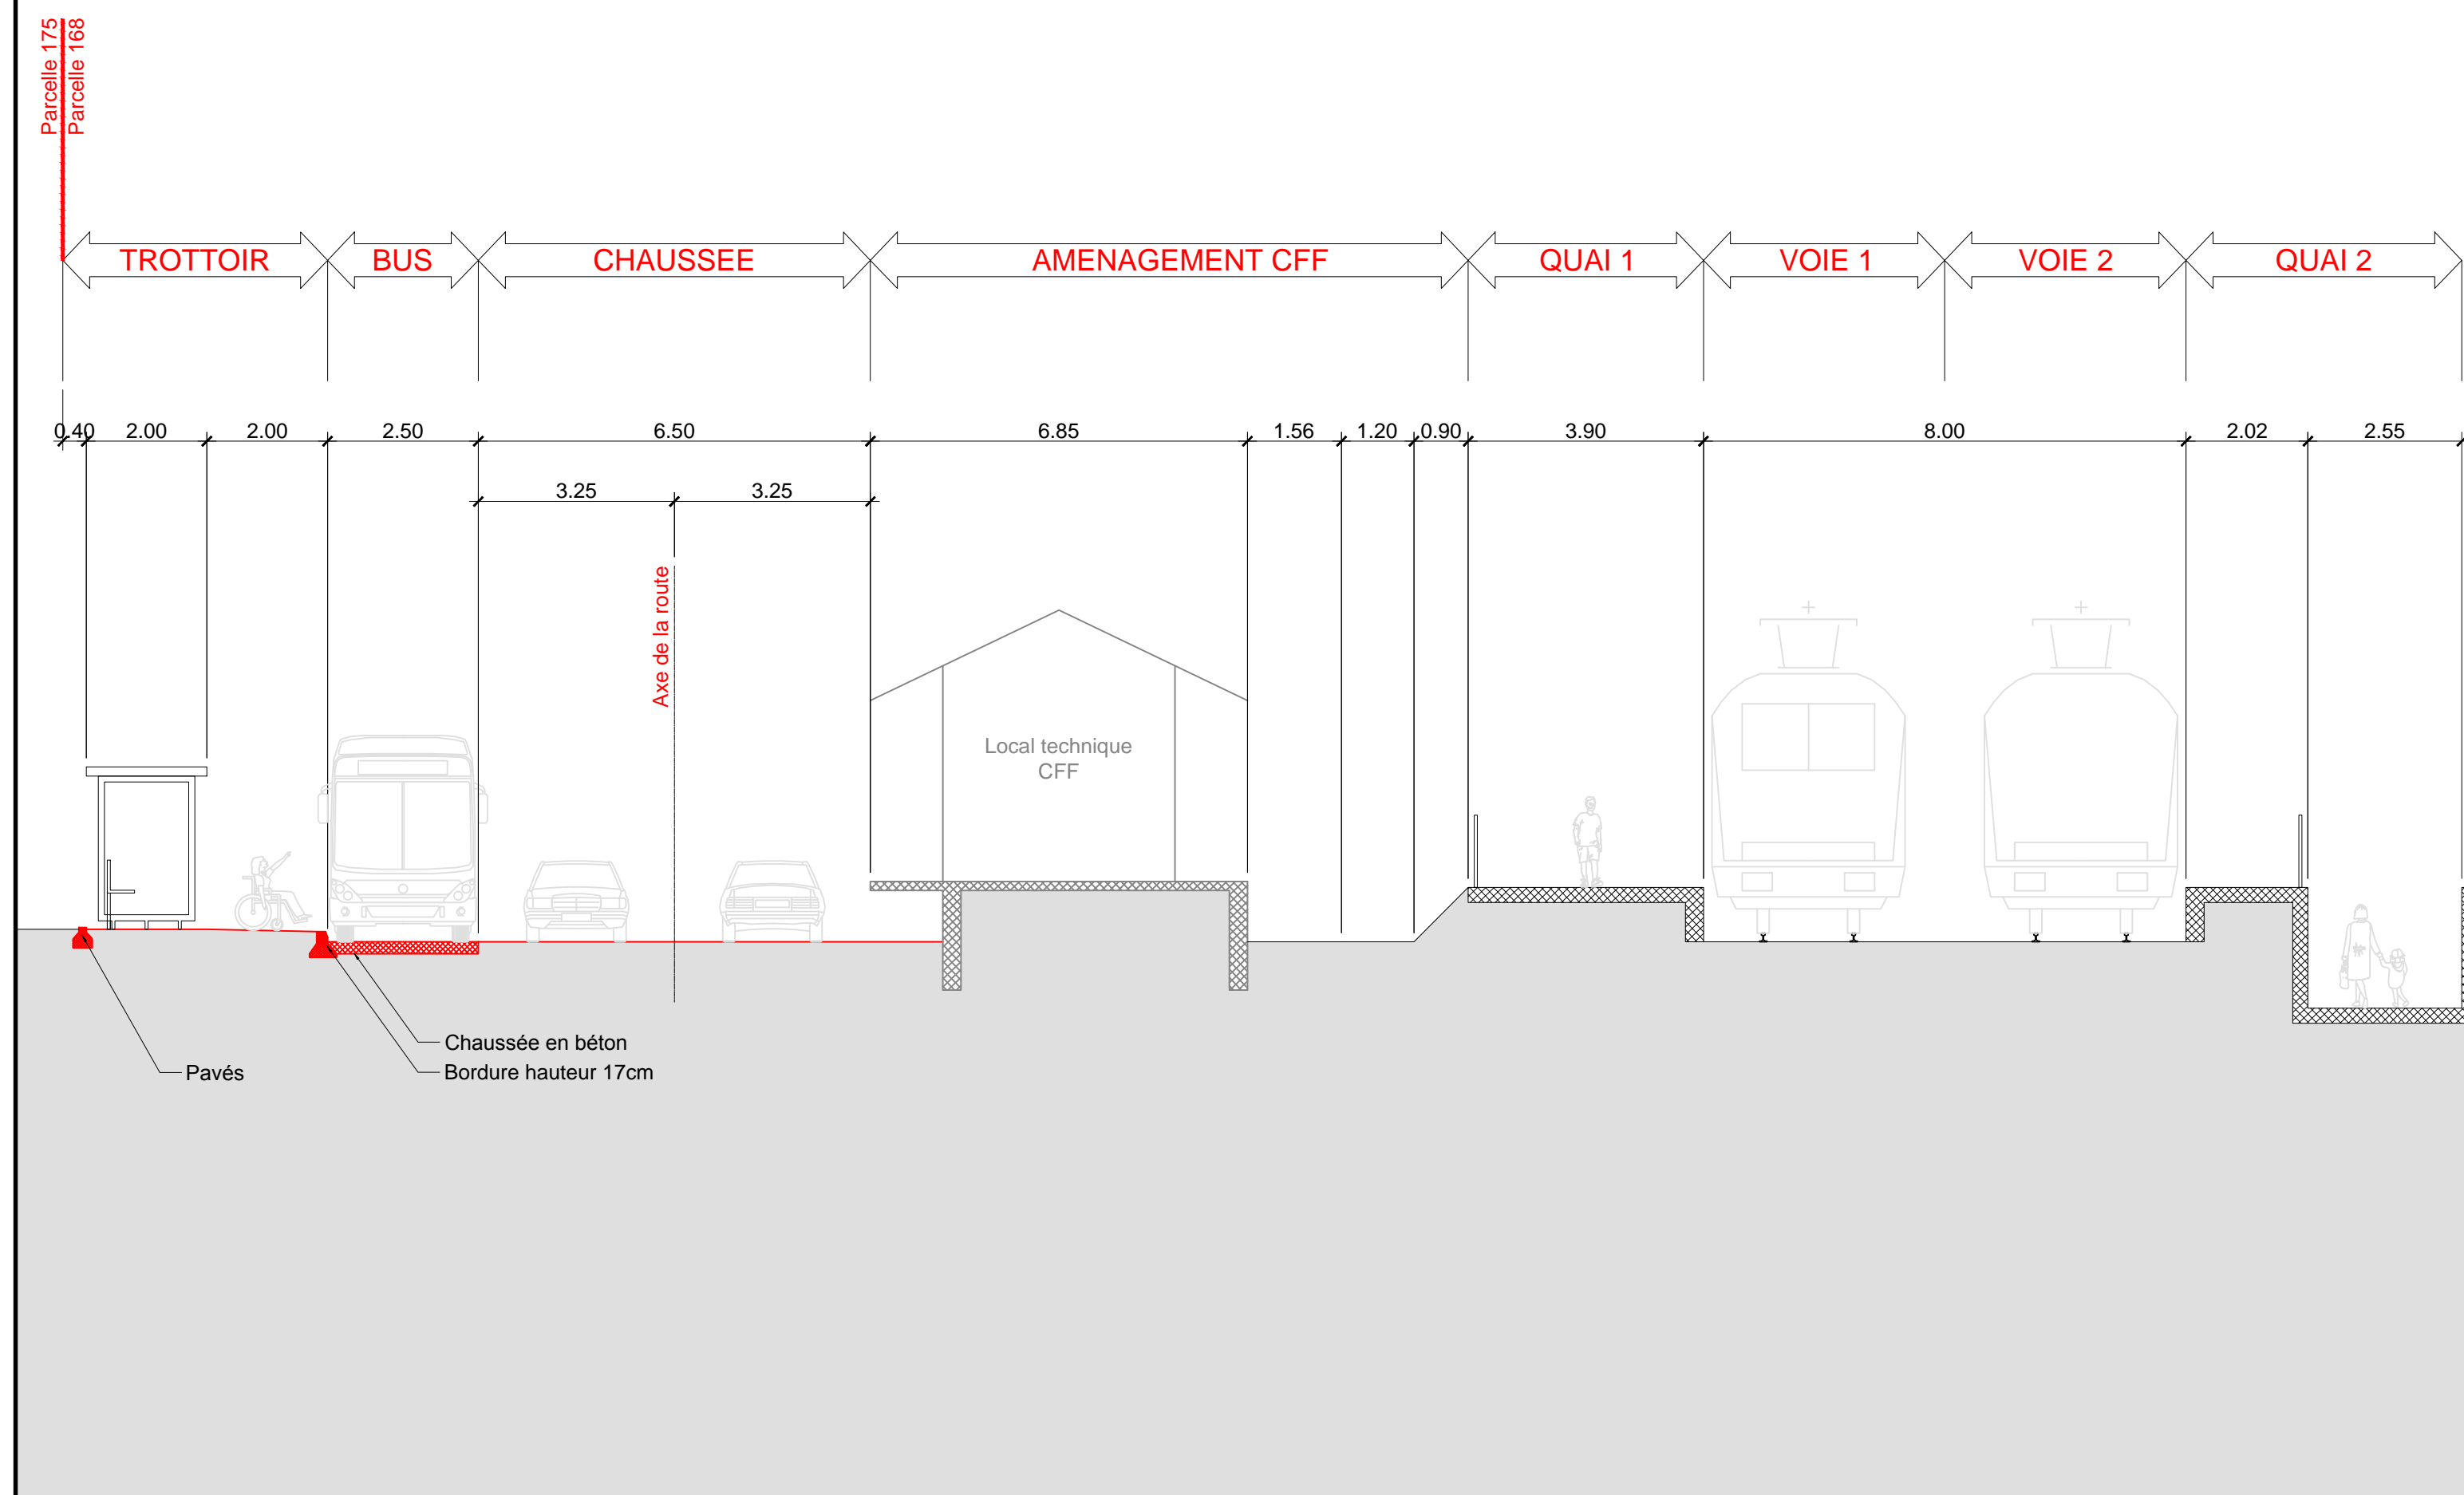 Parcelle 175
Parcelle 168
TROTTOIR
BUS
CHAUSSEE
AMENAGEMENT CFF
QUAI 1
VOIE 1
VOIE 2
QUAI 2
0.40
2.00
2.00
2.50
6.50
6.85
1.56
1.20
0.90
3.90
8.00
2.02
2.55
3.25
3.25
Axe de la route
Local technique
CFF
Chaussée en béton
Bordure hauteur 17cm
Pavés